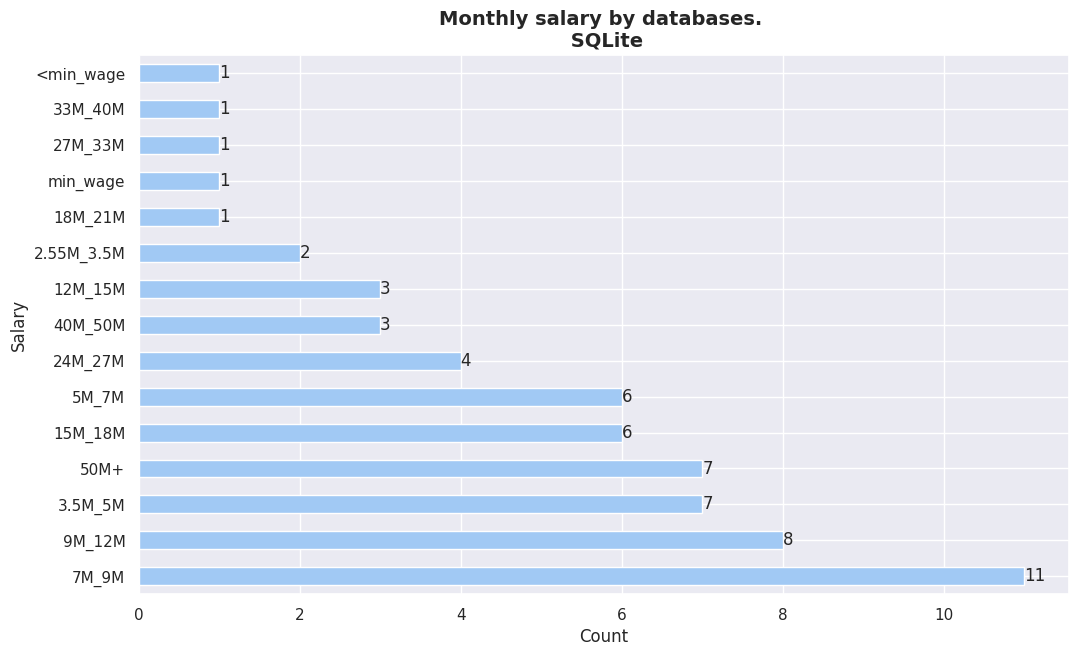 Monthly salary by databases.
SQLite
<min_wage 1
33M_40M 1
27M_33M 1
min_wage 1
18M_21M 1
2.55M_3.5M 2
12M_15M 3
40M_50M 3
24M_27M 4
5M_7M 6
15M_18M 6
50M+ 7
3.5M_5M 7
9M_12M 8
7M_9M 11
Salary
0 2 4 6 8 10
Count